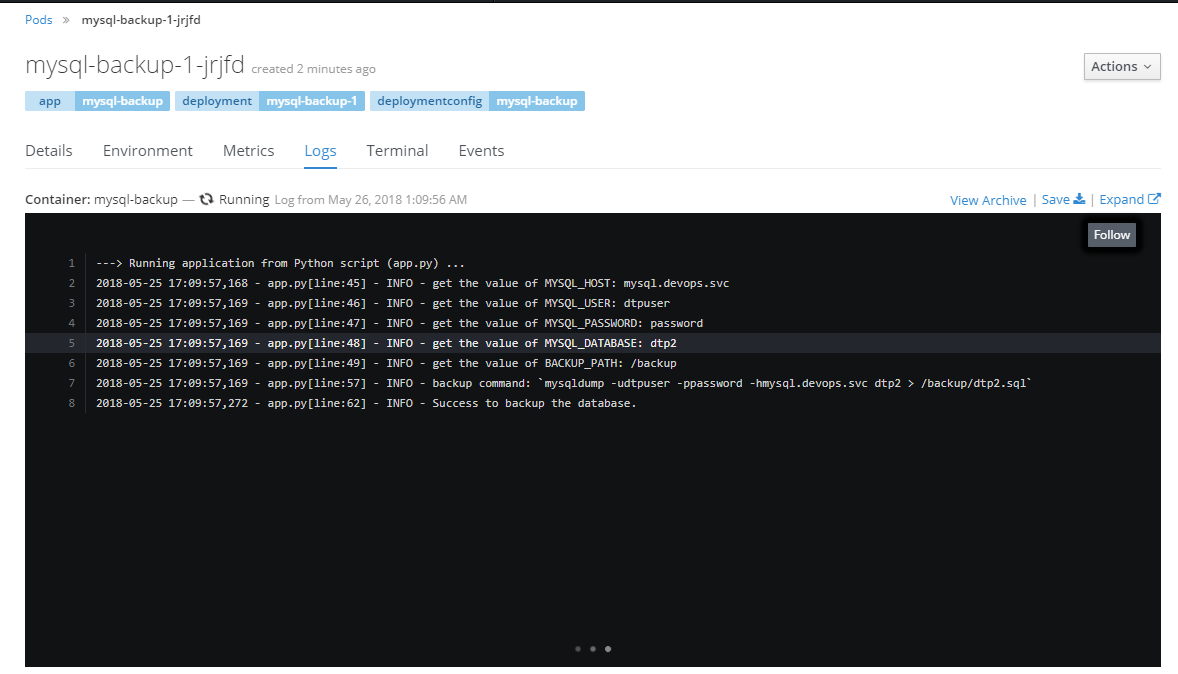 Pods » mysql-backup-1-jrjfd
mysql-backup-1-jrjfd created 2 minutes ago
Actions
app mysql-backup deployment mysql-backup-1 deploymentconfig mysql-backup
Details Environment Metrics Logs Terminal Events
Container: mysql-backup — Running Log from May 26, 2018 1:09:56 AM
View Archive | Save | Expand
Follow
1 ---> Running application from Python script (app.py) ...
2 2018-05-25 17:09:57,168 - app.py[line:45] - INFO - get the value of MYSQL_HOST: mysql.devops.svc
3 2018-05-25 17:09:57,169 - app.py[line:46] - INFO - get the value of MYSQL_USER: dtpuser
4 2018-05-25 17:09:57,169 - app.py[line:47] - INFO - get the value of MYSQL_PASSWORD: password
5 2018-05-25 17:09:57,169 - app.py[line:48] - INFO - get the value of MYSQL_DATABASE: dtp2
6 2018-05-25 17:09:57,169 - app.py[line:49] - INFO - get the value of BACKUP_PATH: /backup
7 2018-05-25 17:09:57,169 - app.py[line:57] - INFO - backup command: `mysqldump -udtpuser -ppassword -hmysql.devops.svc dtp2 > /backup/dtp2.sql`
8 2018-05-25 17:09:57,272 - app.py[line:62] - INFO - Success to backup the database.